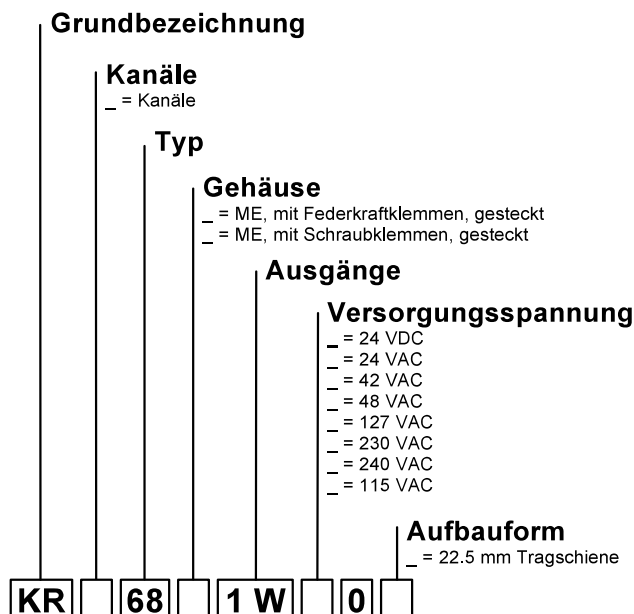 Grundbezeichnung
Kanäle
_ = Kanäle
Typ
Gehäuse
_ = ME, mit Federkraftklemmen, gesteckt
_ = ME, mit Schraubklemmen, gesteckt
Ausgänge
Versorgungsspannung
_ = 24 VDC
_ = 24 VAC
_ = 42 VAC
_ = 48 VAC
_ = 127 VAC
_ = 230 VAC
_ = 240 VAC
_ = 115 VAC
Aufbauform
_ = 22.5 mm Tragschiene
KR 68 1 W 0